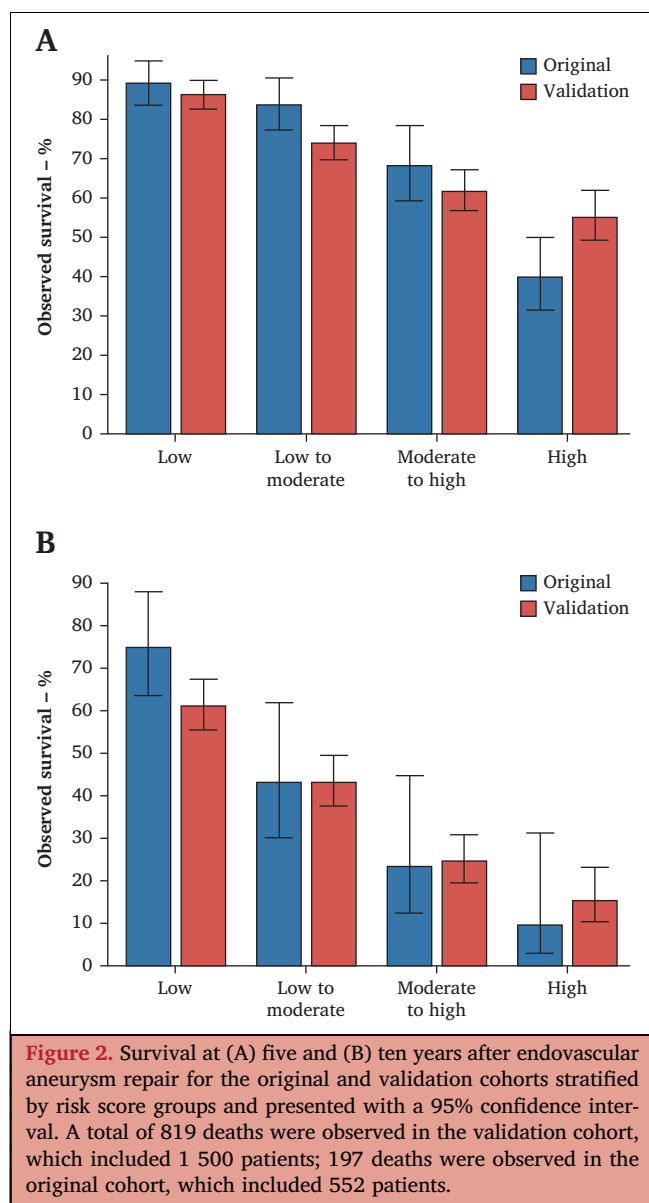 A
Observed survival – %
90
80
70
60
50
40
30
20
10
0
Original
Validation
Low
Low to
moderate
Moderate
to high
High
B
Observed survival – %
90
80
70
60
50
40
30
20
10
0
Original
Validation
Low
Low to
moderate
Moderate
to high
High
Figure 2. Survival at (A) five and (B) ten years after endovascular
aneurysm repair for the original and validation cohorts stratified
by risk score groups and presented with a 95% confidence inter-
val. A total of 819 deaths were observed in the validation cohort,
which included 1 500 patients; 197 deaths were observed in the
original cohort, which included 552 patients.